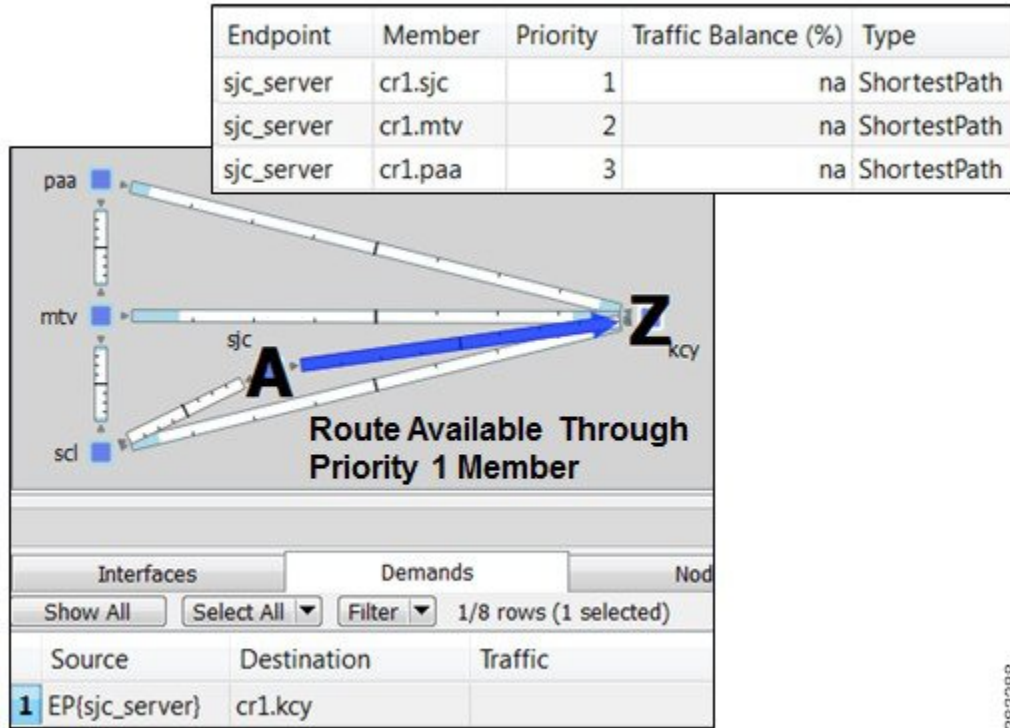 Endpoint Member Priority Traffic Balance (%) Type
sjc_server cr1.sjc 1 na ShortestPath
sjc_server cr1.mtv 2 na ShortestPath
sjc_server cr1.paa 3 na ShortestPath
paa
mtv
sjc
A
Z
kcy
scl
Route Available Through
Priority 1 Member
Interfaces Demands Nod
Show All Select All Filter 1/8 rows (1 selected)
Source Destination Traffic
1 EP{sjc_server} cr1.kcy